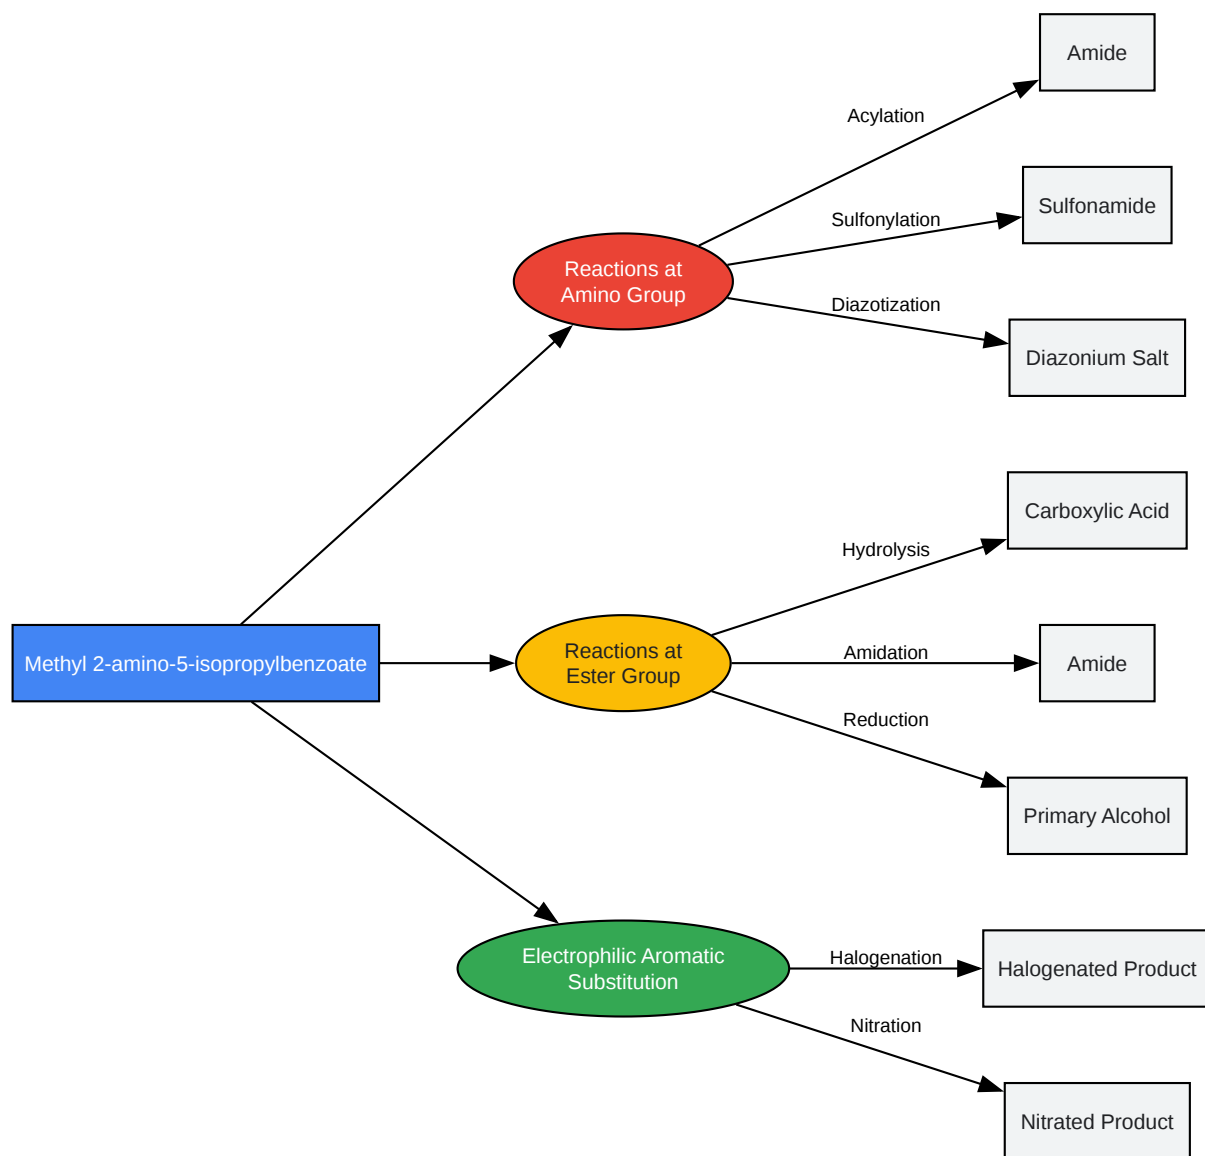 Amide
Acylation
Sulfonamide
Sulfonylation
Reactions at
Amino Group
Diazotization
Diazonium Salt
Carboxylic Acid
Hydrolysis
Methyl 2-amino-5-isopropylbenzoate
Reactions at
Ester Group
Amidation
Amide
Reduction
Primary Alcohol
Electrophilic Aromatic
Substitution
Halogenation
Halogenated Product
Nitration
Nitrated Product